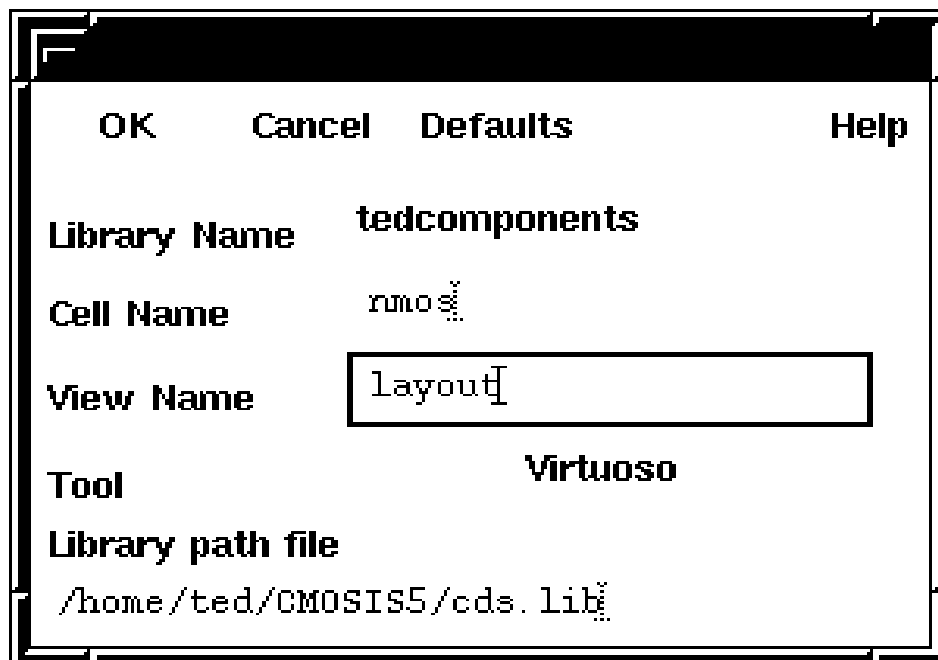 OK Cancel Defaults Help
Library Name tedcomponents
Cell Name nmos
View Name layout
Tool Virtuoso
Library path file
/home/ted/CMOSIS5/cds.lib